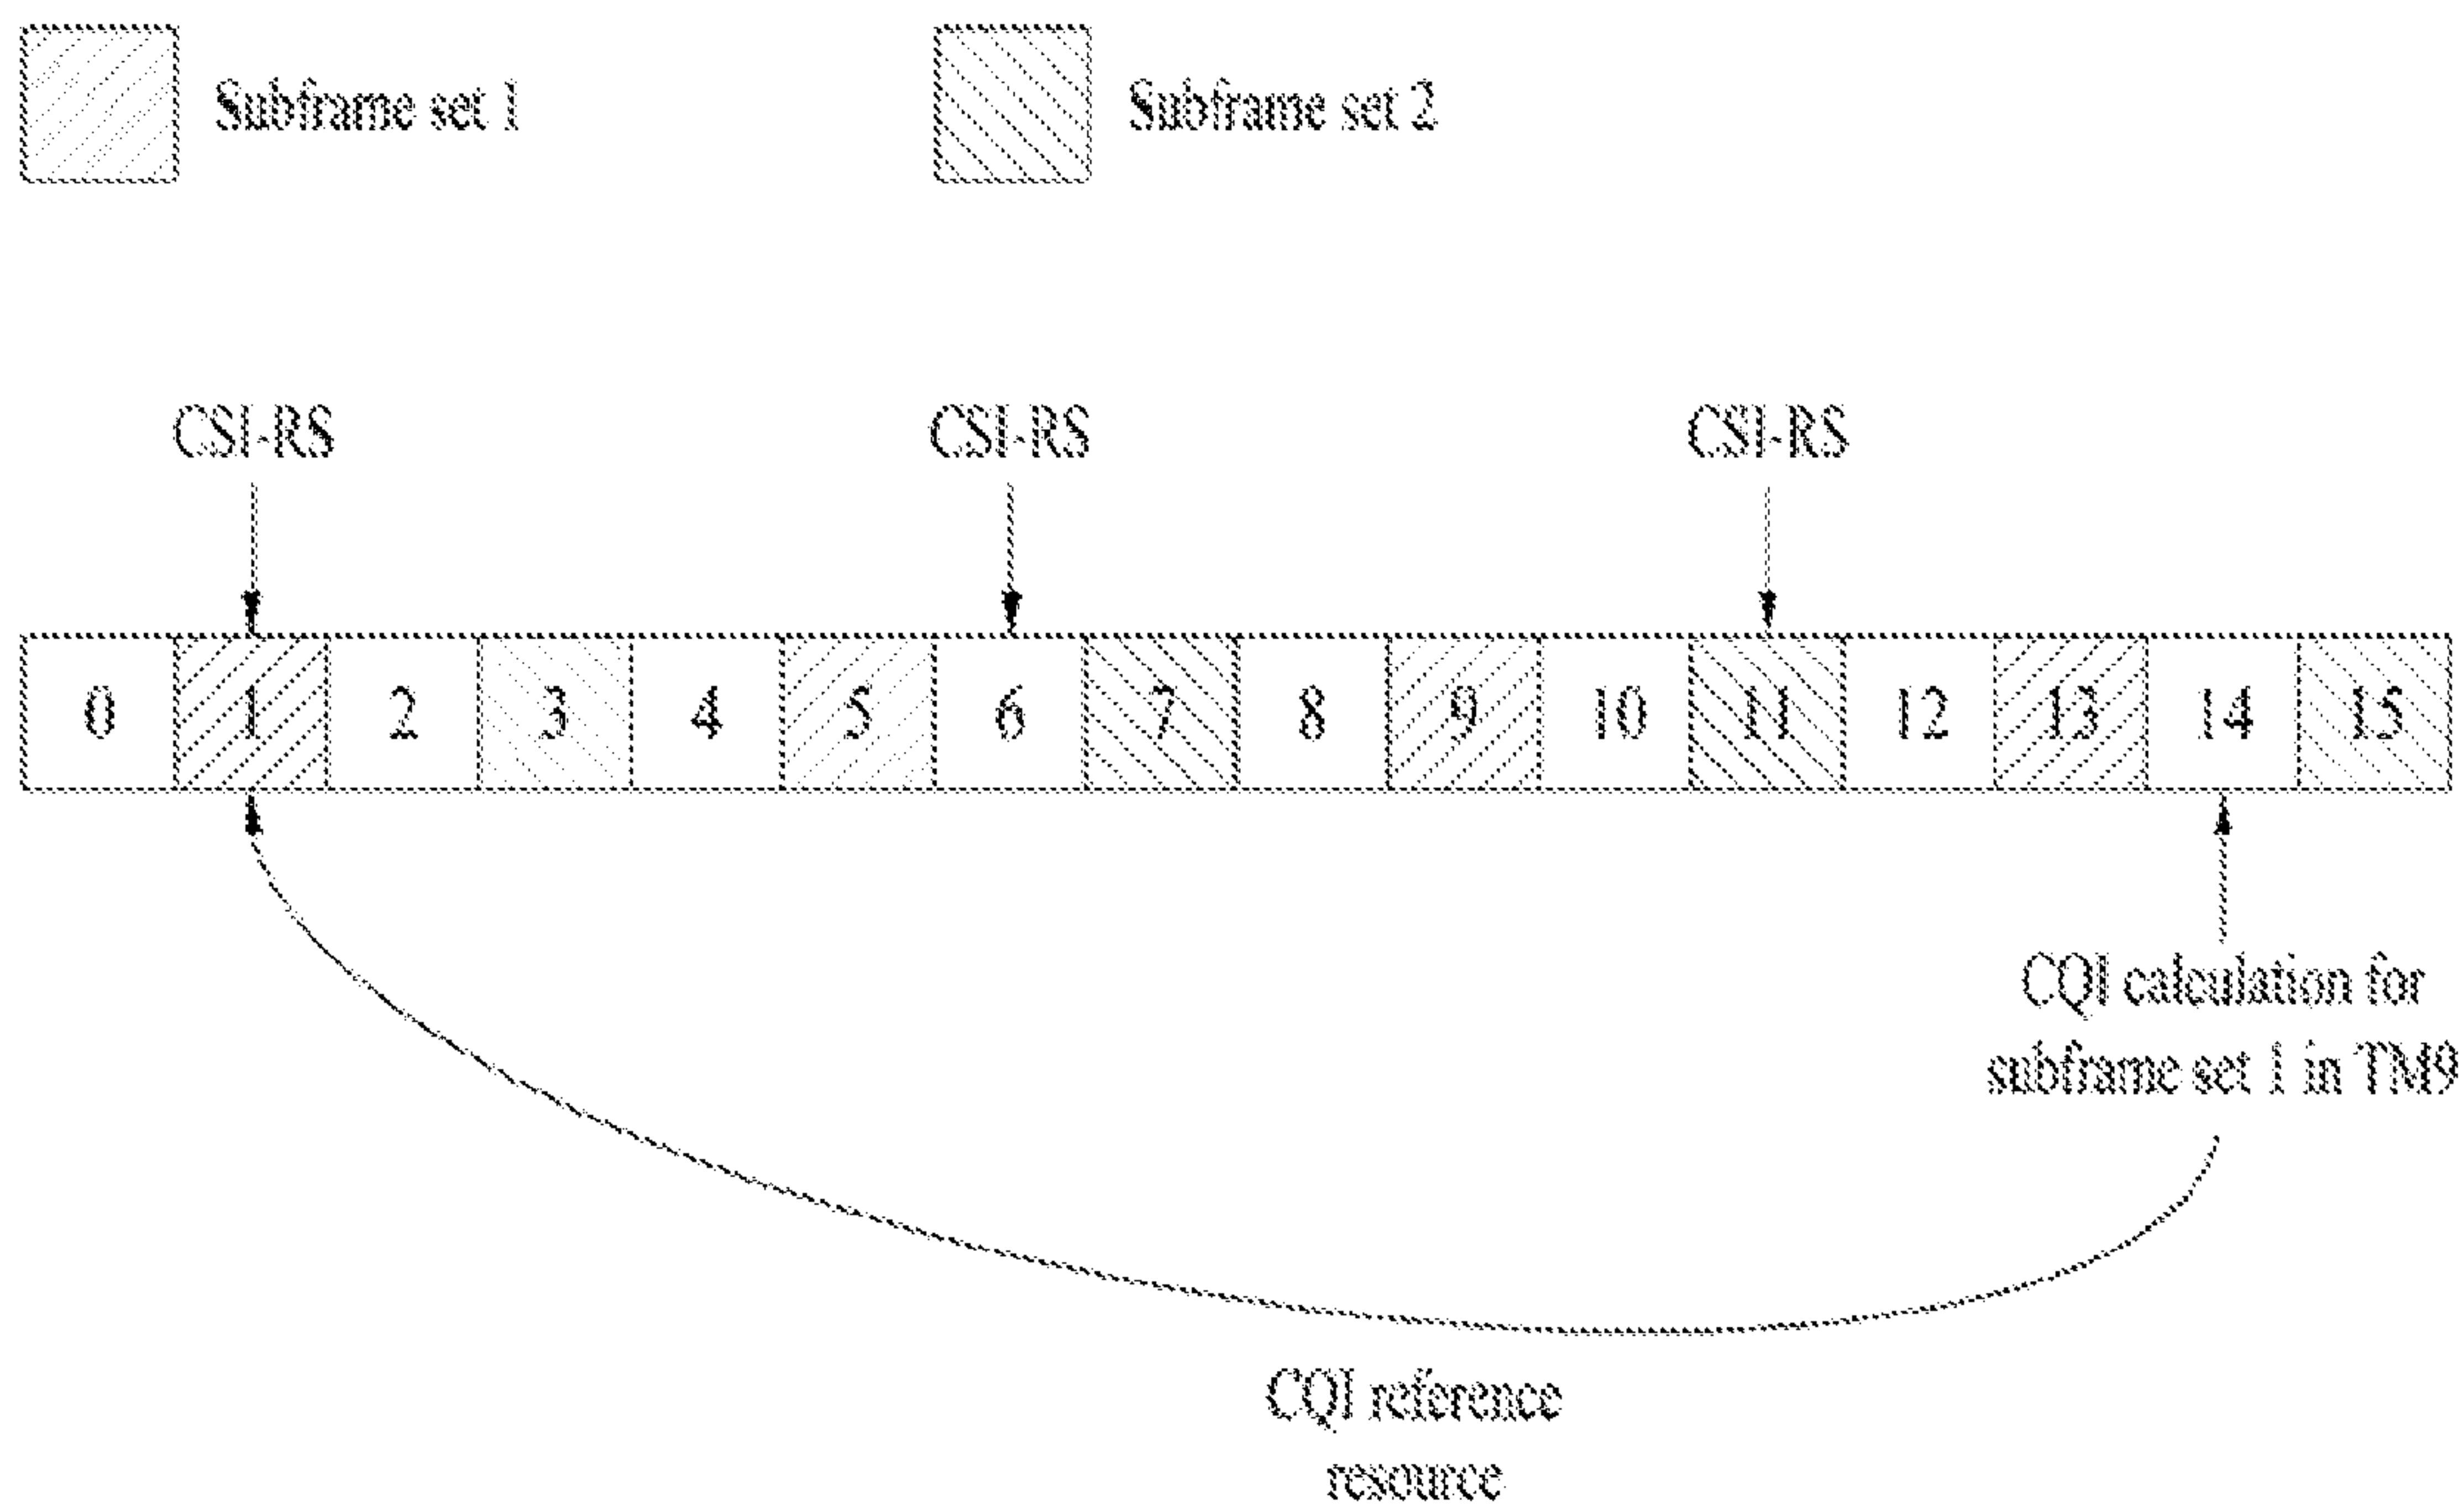 Subframe set 1
Subframe set 2
CSI-RS
CSI-RS
CSI-RS
0 1 2 3 4 5 6 7 8 9 10 11 12 13 14 15
CQI calculation for
subframe set 1 in TM9
CQI reference
resource